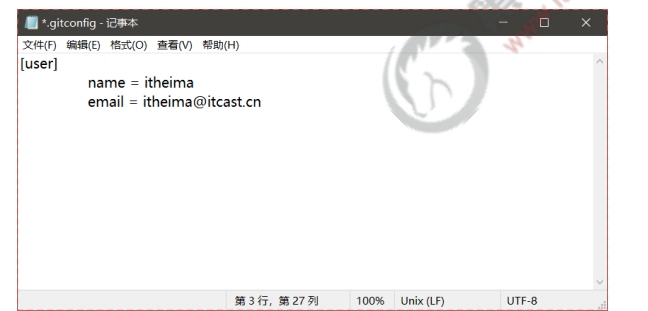 *.gitconfig - 记事本
文件(F) 编辑(E) 格式(O) 查看(V) 帮助(H)
[user]
name = itheima
email = itheima@itcast.cn
第 3 行，第 27 列 100% Unix (LF) UTF-8